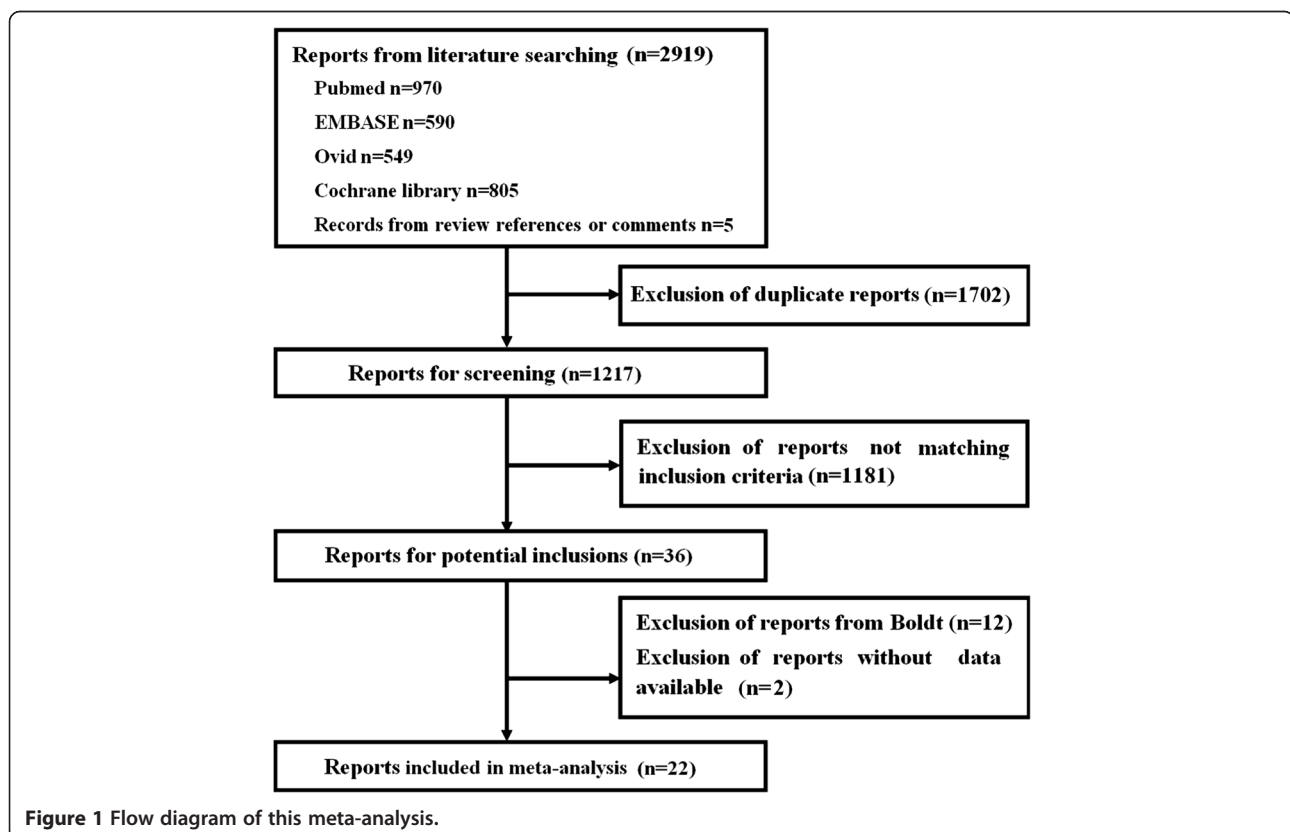 Reports from literature searching (n=2919)
Pubmed n=970
EMBASE n=590
Ovid n=549
Cochrane library n=805
Records from review references or comments n=5
Exclusion of duplicate reports (n=1702)
Reports for screening (n=1217)
Exclusion of reports not matching
inclusion criteria (n=1181)
Reports for potential inclusions (n=36)
Exclusion of reports from Boldt (n=12)
Exclusion of reports without data
available (n=2)
Reports included in meta-analysis (n=22)
Figure 1 Flow diagram of this meta-analysis.